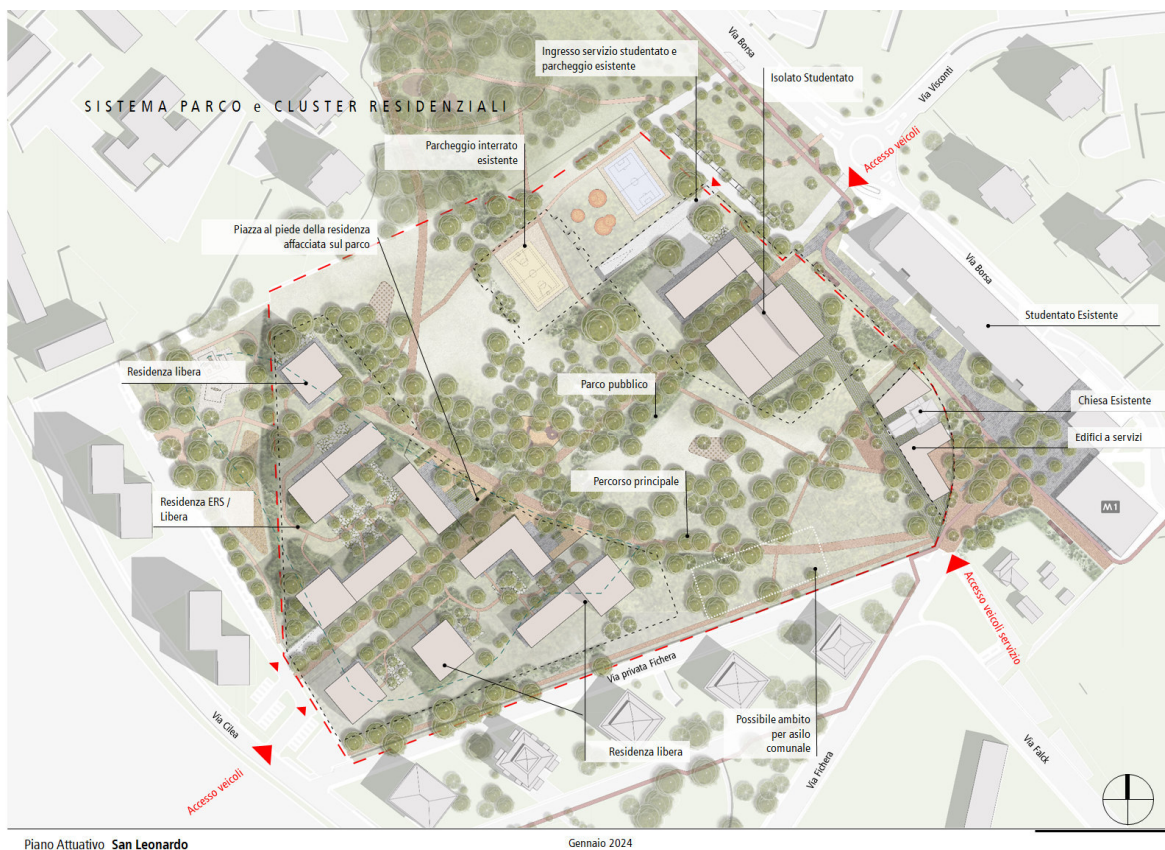 Via Borsa
Ingresso servizio studentato e
parcheggio esistente
Isolato Studentato
Via Visconti
SISTEMA PARCO e CLUSTER RESIDENZIALI
Parcheggio interrato
esistente
Accesso veicoli
Piazza al piede della residenza
affacciata sul parco
Via Borsa
Studentato Esistente
Residenza libera
Parco pubblico
Chiesa Esistente
Edifici a servizi
Percorso principale
Residenza ERS /
Libera
M1
Accesso veicoli servizio
Via privata Fichera
Via Cilea
Possibile ambito
per asilo
comunale
Residenza libera
Via Fichera
Via Falck
Accesso veicoli
Piano Attuativo San Leonardo
Gennaio 2024